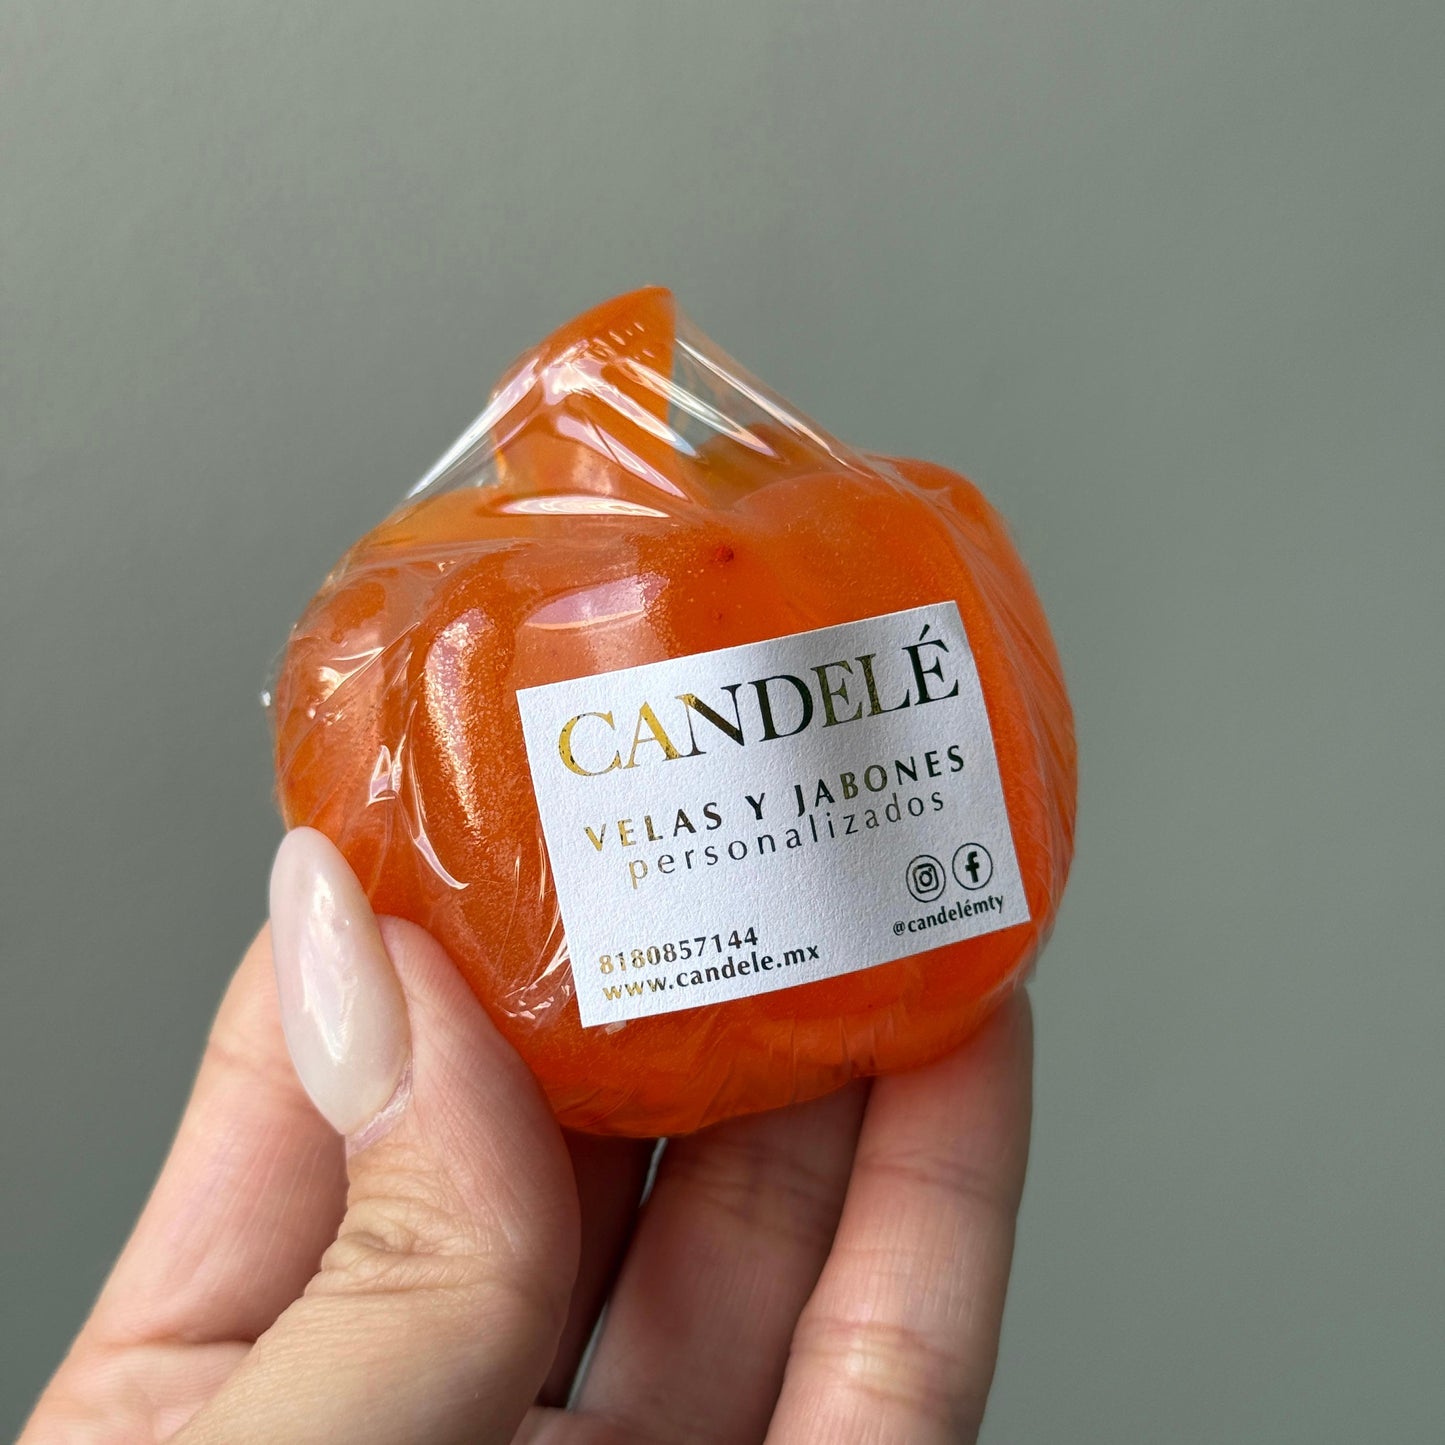 CANDELÉ
VELAS Y JABONES
personalizados
@candelémty
8180857144
www.candele.mx